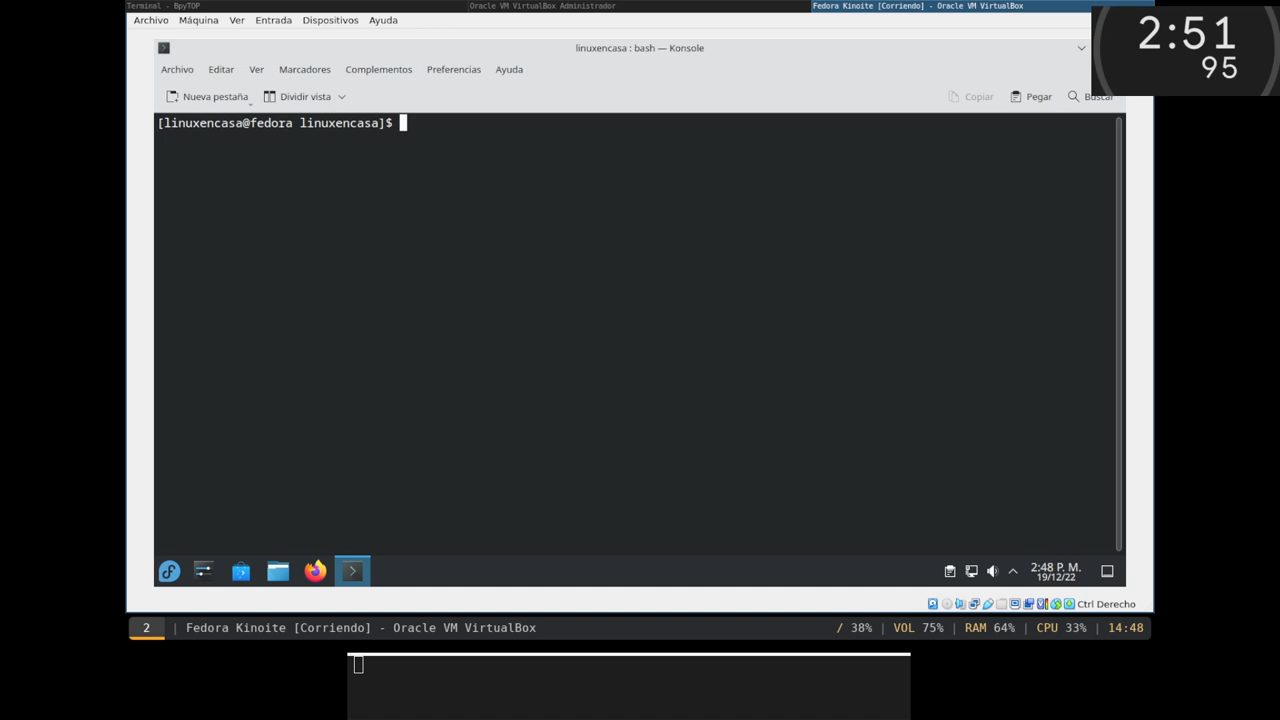 Terminal - BpyTOP
Oracle VM VirtualBox Administrador
Fedora Kinoite [Corriendo] - Oracle VM VirtualBox
Archivo Máquina Ver Entrada Dispositivos Ayuda
2:51
95
linuxencasa : bash — Konsole
Archivo Editar Ver Marcadores Complementos Preferencias Ayuda
Nueva pestaña Dividir vista Copiar Pegar Buscar
[linuxencasa@fedora linuxencasa]$
2:48 P. M.
19/12/22
Ctrl Derecho
2 | Fedora Kinoite [Corriendo] - Oracle VM VirtualBox / 38% | VOL 75% | RAM 64% | CPU 33% | 14:48